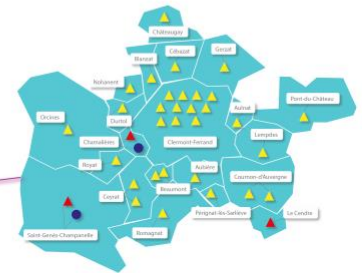 Châteaugay
Cébazat
Gerzat
Blanzat
Nohanent
Pont-du-Château
Orcines
Durtol
Aulnat
Lempdes
Chamalières
Clermont-Ferrand
Royat
Aubière
Cournon-d'Auvergne
Ceyrat
Beaumont
Pérignat-lès-Sarliève
Le Cendre
Saint-Genès-Champanelle
Romagnat